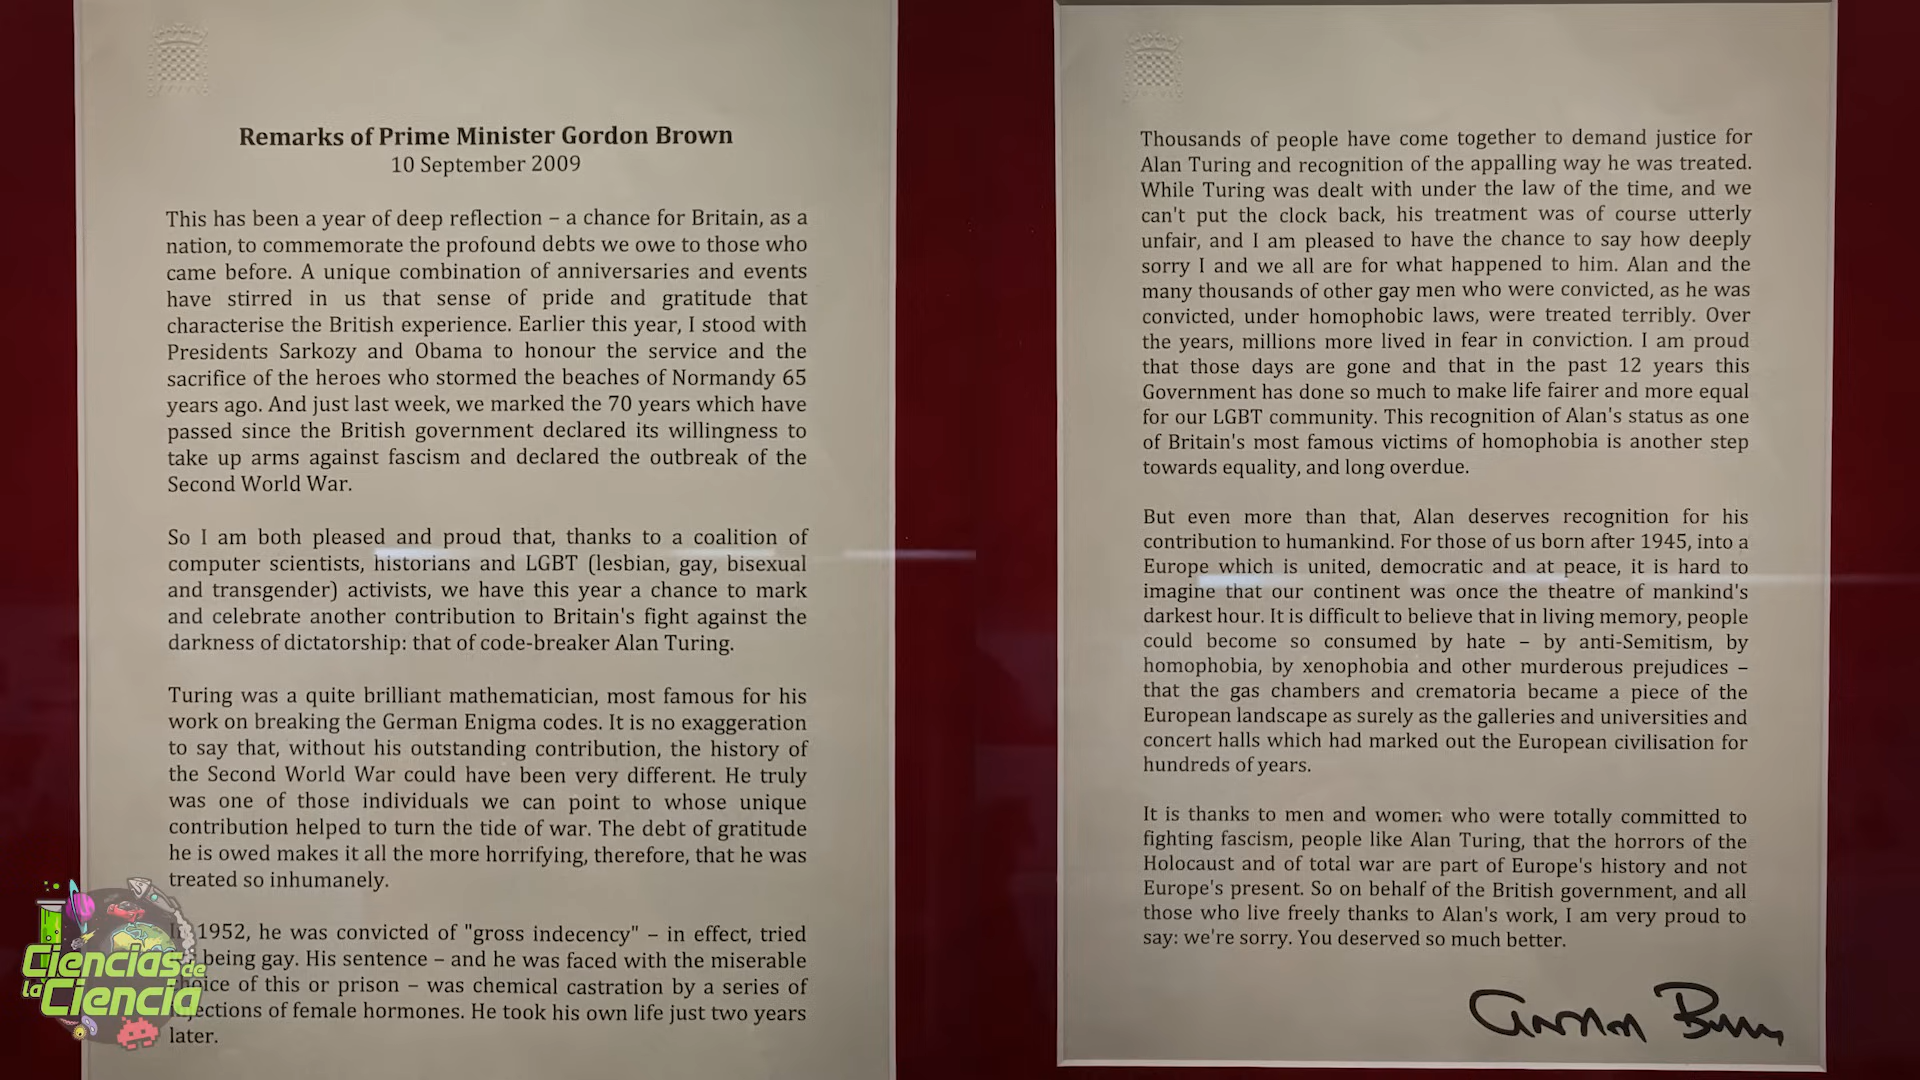 Remarks of Prime Minister Gordon Brown
10 September 2009
This has been a year of deep reflection – a chance for Britain, as a
nation, to commemorate the profound debts we owe to those who
came before. A unique combination of anniversaries and events
have stirred in us that sense of pride and gratitude that
characterise the British experience. Earlier this year, I stood with
Presidents Sarkozy and Obama to honour the service and the
sacrifice of the heroes who stormed the beaches of Normandy 65
years ago. And just last week, we marked the 70 years which have
passed since the British government declared its willingness to
take up arms against fascism and declared the outbreak of the
Second World War.
So I am both pleased and proud that, thanks to a coalition of
computer scientists, historians and LGBT (lesbian, gay, bisexual
and transgender) activists, we have this year a chance to mark
and celebrate another contribution to Britain's fight against the
darkness of dictatorship: that of code-breaker Alan Turing.
Turing was a quite brilliant mathematician, most famous for his
work on breaking the German Enigma codes. It is no exaggeration
to say that, without his outstanding contribution, the history of
the Second World War could have been very different. He truly
was one of those individuals we can point to whose unique
contribution helped to turn the tide of war. The debt of gratitude
he is owed makes it all the more horrifying, therefore, that he was
treated so inhumanely.
In 1952, he was convicted of "gross indecency" – in effect, tried
being gay. His sentence – and he was faced with the miserable
choice of this or prison – was chemical castration by a series of
injections of female hormones. He took his own life just two years
later.
Thousands of people have come together to demand justice for
Alan Turing and recognition of the appalling way he was treated.
While Turing was dealt with under the law of the time, and we
can't put the clock back, his treatment was of course utterly
unfair, and I am pleased to have the chance to say how deeply
sorry I and we all are for what happened to him. Alan and the
many thousands of other gay men who were convicted, as he was
convicted, under homophobic laws, were treated terribly. Over
the years, millions more lived in fear in conviction. I am proud
that those days are gone and that in the past 12 years this
Government has done so much to make life fairer and more equal
for our LGBT community. This recognition of Alan's status as one
of Britain's most famous victims of homophobia is another step
towards equality, and long overdue.
But even more than that, Alan deserves recognition for his
contribution to humankind. For those of us born after 1945, into a
Europe which is united, democratic and at peace, it is hard to
imagine that our continent was once the theatre of mankind's
darkest hour. It is difficult to believe that in living memory, people
could become so consumed by hate – by anti-Semitism, by
homophobia, by xenophobia and other murderous prejudices –
that the gas chambers and crematoria became a piece of the
European landscape as surely as the galleries and universities and
concert halls which had marked out the European civilisation for
hundreds of years.
It is thanks to men and women who were totally committed to
fighting fascism, people like Alan Turing, that the horrors of the
Holocaust and of total war are part of Europe's history and not
Europe's present. So on behalf of the British government, and all
those who live freely thanks to Alan's work, I am very proud to
say: we're sorry. You deserved so much better.
Gordon Brown
Ciencias de
la Ciencia